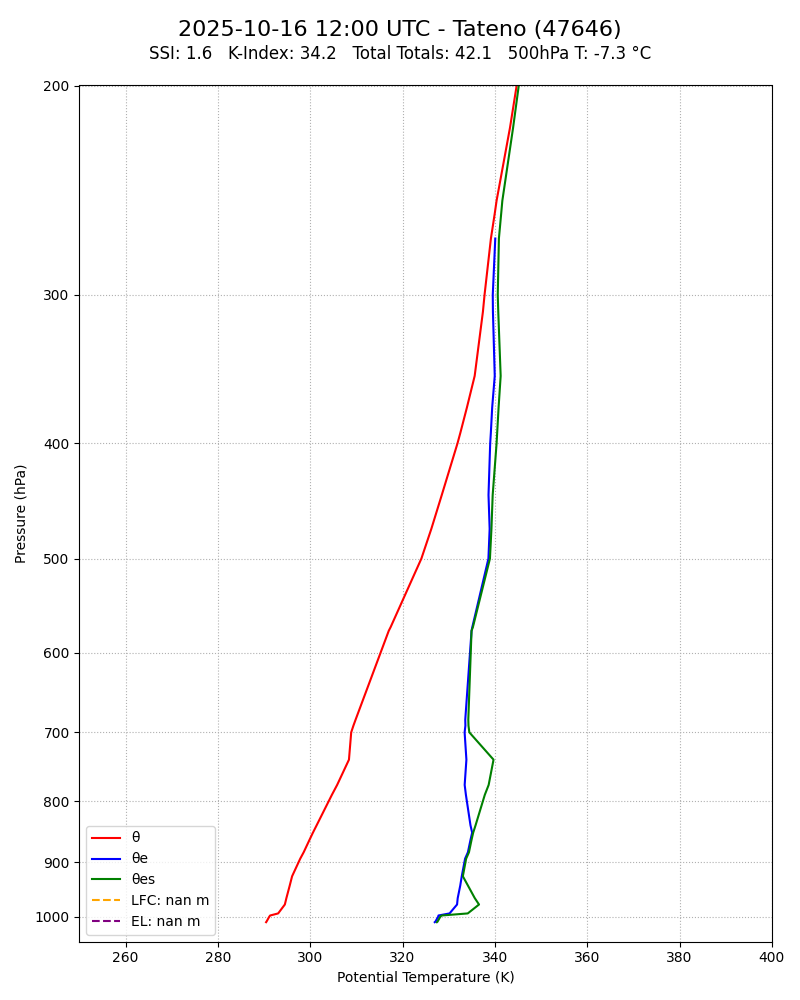 2025-10-16 12:00 UTC - Tateno (47646)
SSI: 1.6   K-Index: 34.2   Total Totals: 42.1   500hPa T: -7.3 °C
200
300
400
500
600
700
800
900
1000
Pressure (hPa)
θ
θe
θes
LFC: nan m
EL: nan m
260
280
300
320
340
360
380
400
Potential Temperature (K)